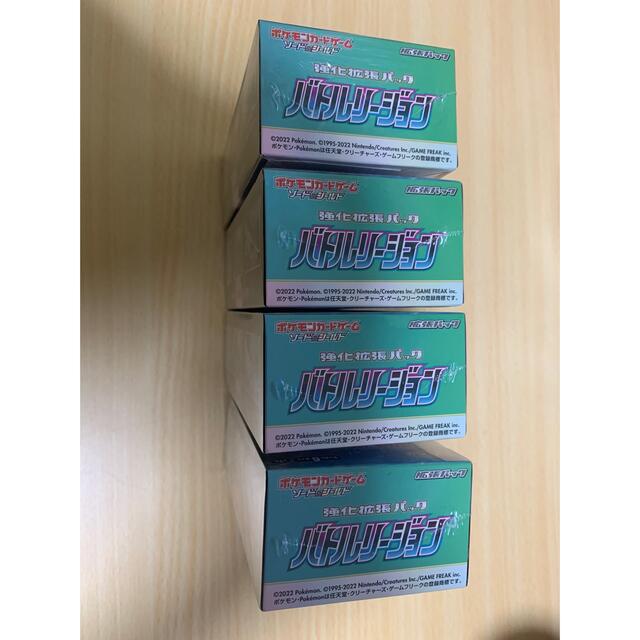 ポケモンカードゲーム
ソード&シールド
拡張パック
強化拡張パック
バトルリージョン
©2022 Pokémon. ©1995-2022 Nintendo/Creatures Inc./GAME FREAK inc.
ポケモン・Pokémonは任天堂・クリーチャーズ・ゲームフリークの登録商標です。
ポケモンカードゲーム
ソード&シールド
拡張パック
強化拡張パック
バトルリージョン
©2022 Pokémon. ©1995-2022 Nintendo/Creatures Inc./GAME FREAK inc.
ポケモン・Pokémonは任天堂・クリーチャーズ・ゲームフリークの登録商標です。
ポケモンカードゲーム
ソード&シールド
拡張パック
強化拡張パック
バトルリージョン
©2022 Pokémon. ©1995-2022 Nintendo/Creatures Inc./GAME FREAK inc.
ポケモン・Pokémonは任天堂・クリーチャーズ・ゲームフリークの登録商標です。
ポケモンカードゲーム
ソード&シールド
拡張パック
強化拡張パック
バトルリージョン
©2022 Pokémon. ©1995-2022 Nintendo/Creatures Inc./GAME FREAK inc.
ポケモン・Pokémonは任天堂・クリーチャーズ・ゲームフリークの登録商標です。